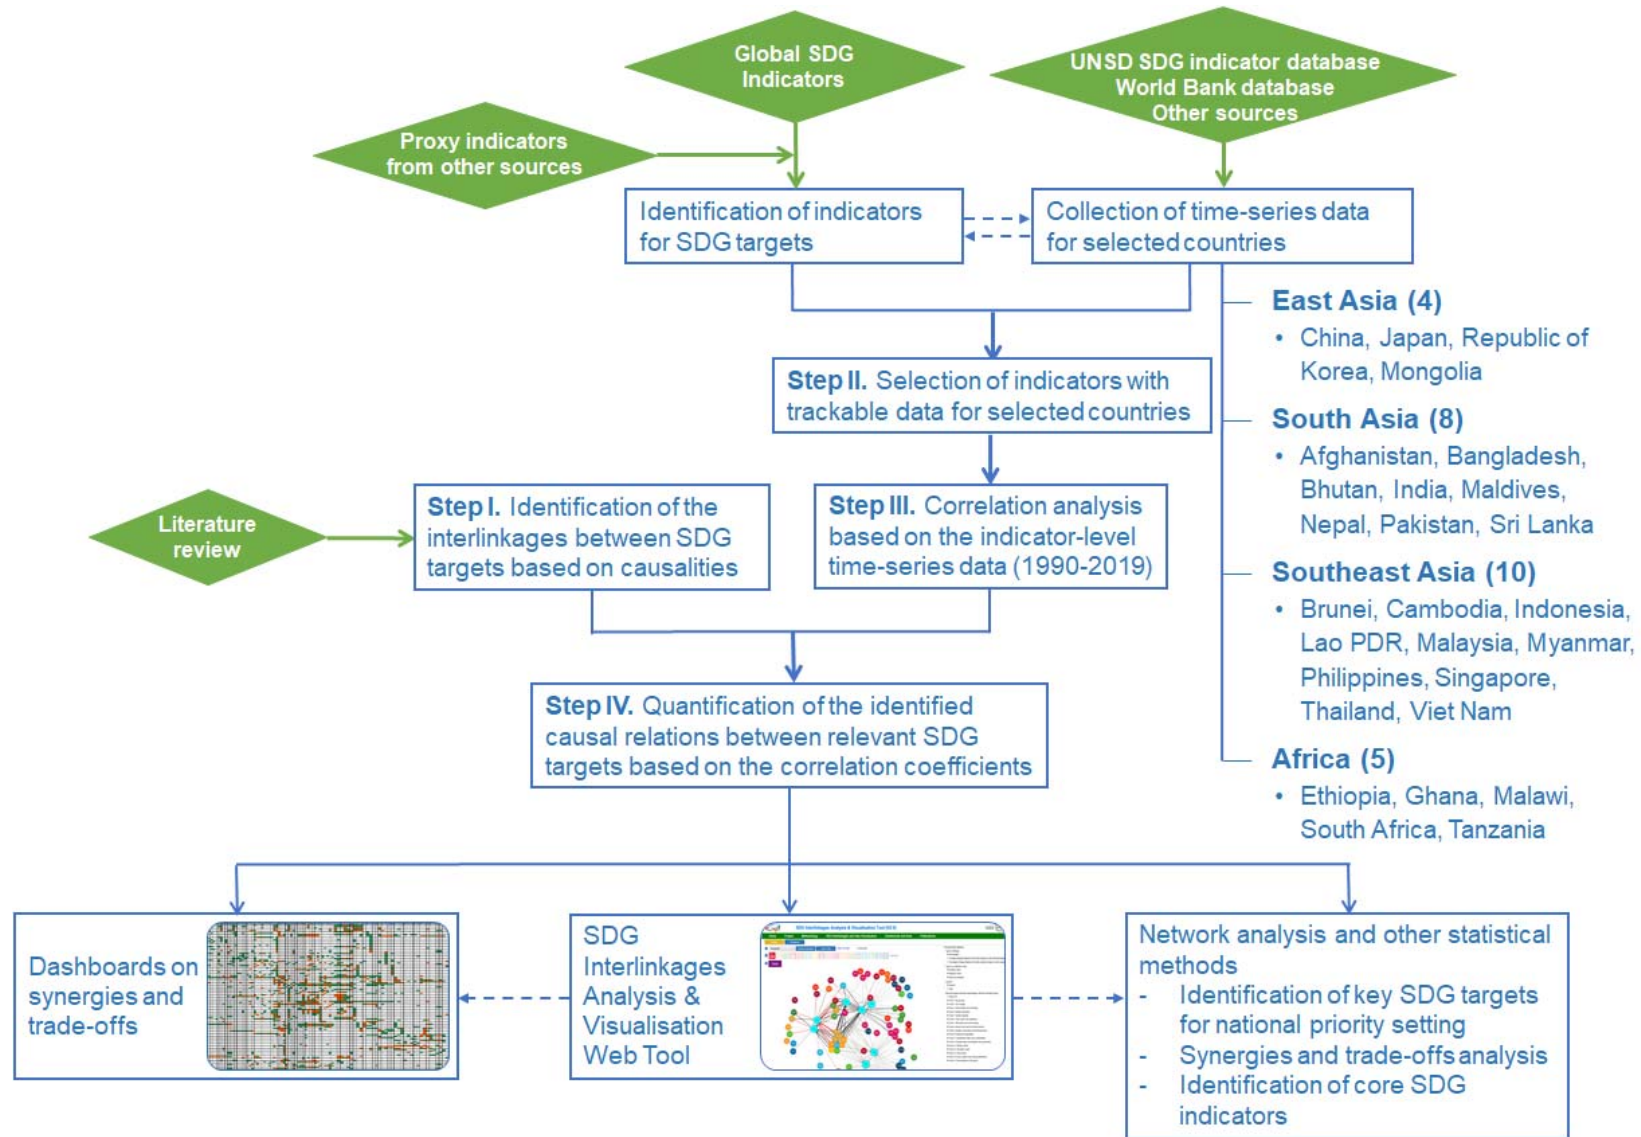 Global SDG
Indicators
UNSD SDG indicator database
World Bank database
Other sources
Proxy indicators
from other sources
Identification of indicators
for SDG targets
Collection of time-series data
for selected countries
East Asia (4)
• China, Japan, Republic of
Korea, Mongolia
Step II. Selection of indicators with
trackable data for selected countries
South Asia (8)
• Afghanistan, Bangladesh,
Bhutan, India, Maldives,
Nepal, Pakistan, Sri Lanka
Literature
review
Step I. Identification of the
interlinkages between SDG
targets based on causalities
Step III. Correlation analysis
based on the indicator-level
time-series data (1990-2019)
Southeast Asia (10)
• Brunei, Cambodia, Indonesia,
Lao PDR, Malaysia, Myanmar,
Philippines, Singapore,
Thailand, Viet Nam
Step IV. Quantification of the identified
causal relations between relevant SDG
targets based on the correlation coefficients
Africa (5)
• Ethiopia, Ghana, Malawi,
South Africa, Tanzania
Dashboards on
synergies and
trade-offs
SDG
Interlinkages
Analysis &
Visualisation
Web Tool
Network analysis and other statistical
methods
- Identification of key SDG targets
for national priority setting
- Synergies and trade-offs analysis
- Identification of core SDG
indicators